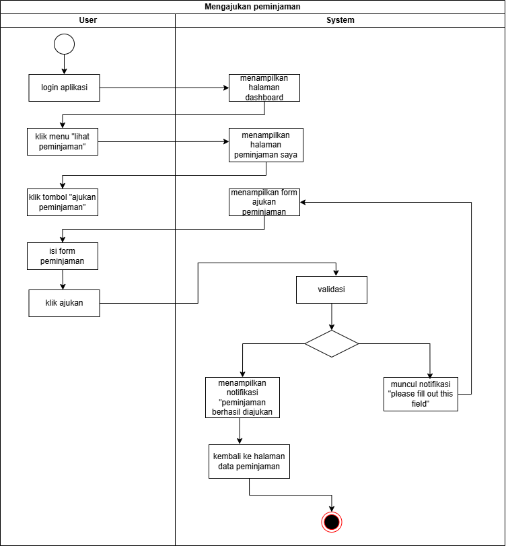 Mengajukan peminjaman
User
System
login aplikasi
menampilkan
halaman
dashboard
klik menu "lihat
peminjaman"
menampilkan
halaman
peminjaman saya
klik tombol "ajukan
peminjaman"
menampilkan form
ajukan
peminjaman
isi form
peminjaman
klik ajukan
validasi
menampilkan
notifikasi
"peminjaman
berhasil diajukan
muncul notifikasi
"please fill out this
field"
kembali ke halaman
data peminjaman